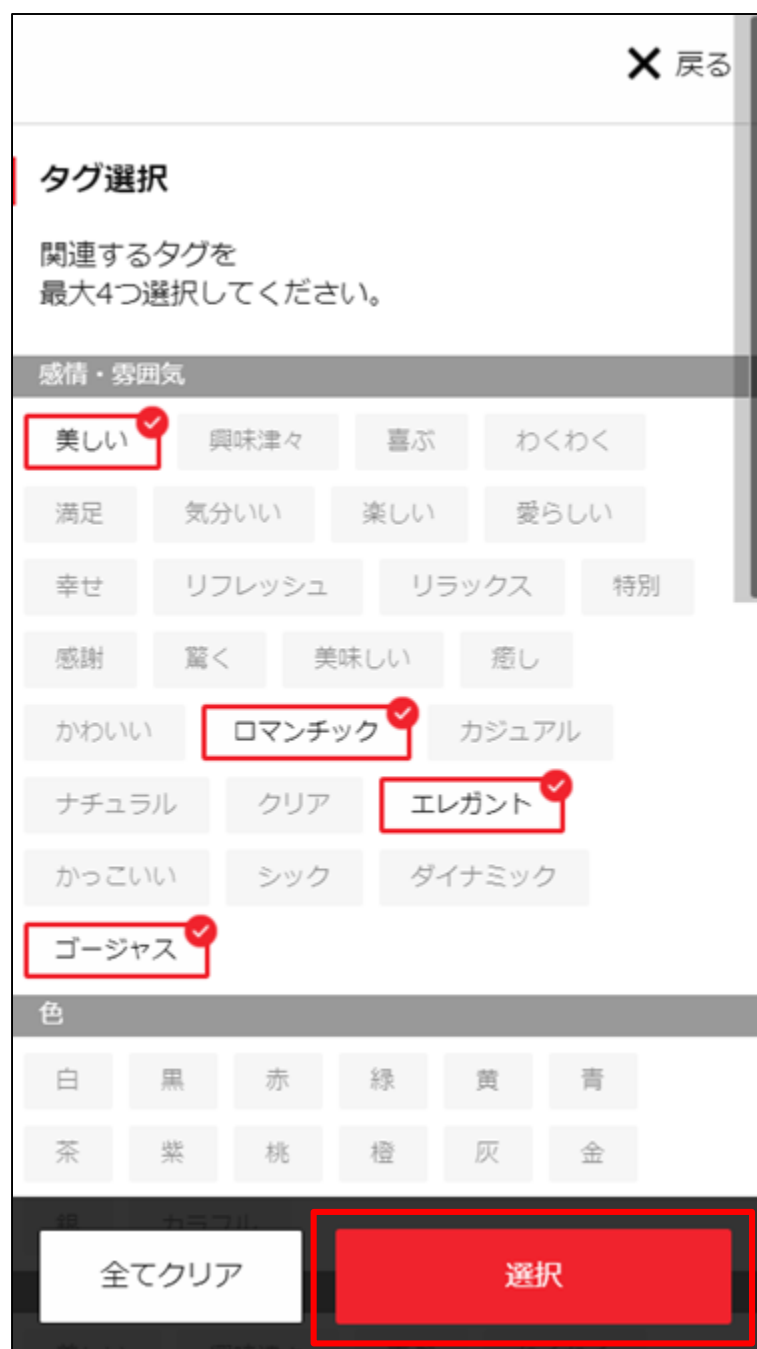 戻る
タグ選択
関連するタグを
最大4つ選択してください。
感情・雰囲気
美しい 興味津々 喜ぶ わくわく
満足 気分いい 楽しい 愛らしい
幸せ リフレッシュ リラックス 特別
感謝 驚く 美味しい 癒し
かわいい ロマンチック カジュアル
ナチュラル クリア エレガント
かっこいい シック ダイナミック
ゴージャス
色
白 黒 赤 緑 黄 青
茶 紫 桃 橙 灰 金
銀 カラフル
全てクリア 選択